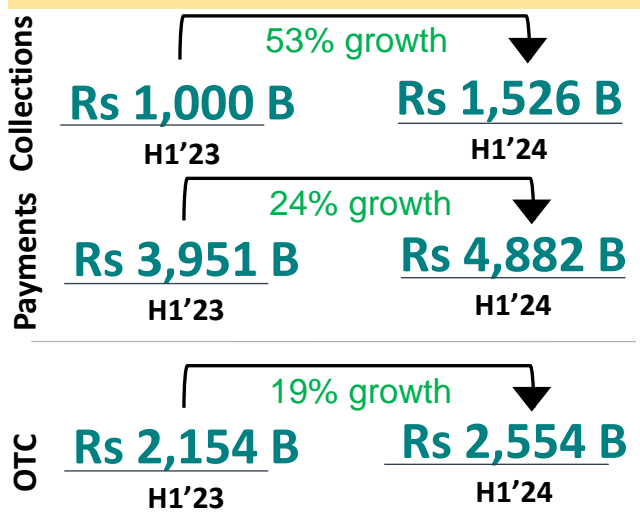 Collections
53% growth
Rs 1,000 B
Rs 1,526 B
H1’23
H1’24
Payments
24% growth
Rs 3,951 B
Rs 4,882 B
H1’23
H1’24
OTC
19% growth
Rs 2,154 B
Rs 2,554 B
H1’23
H1’24